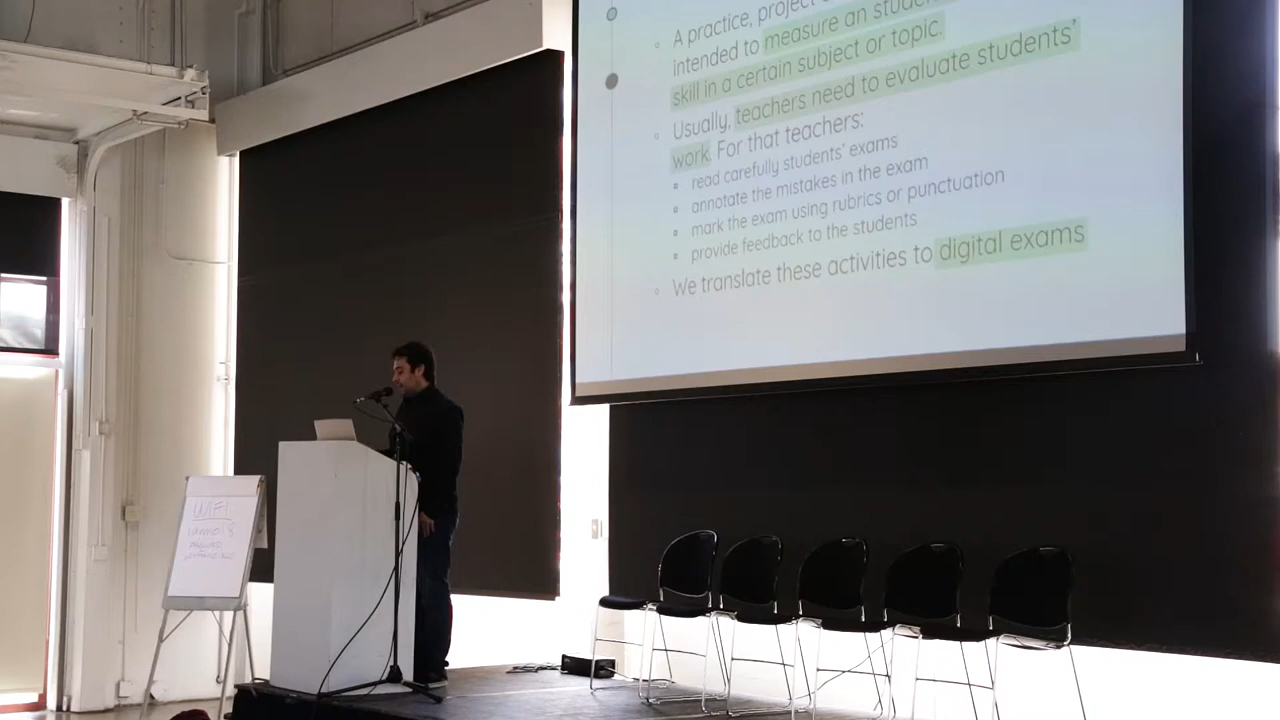 WIFI
A practice, project
intended to measure an
skill in a certain subject or topic.
Usually, teachers need to evaluate students'
work. For that teachers:
read carefully students' exams
annotate the mistakes in the exam
mark the exam using rubrics or punctuation
provide feedback to the students
We translate these activities to digital exams